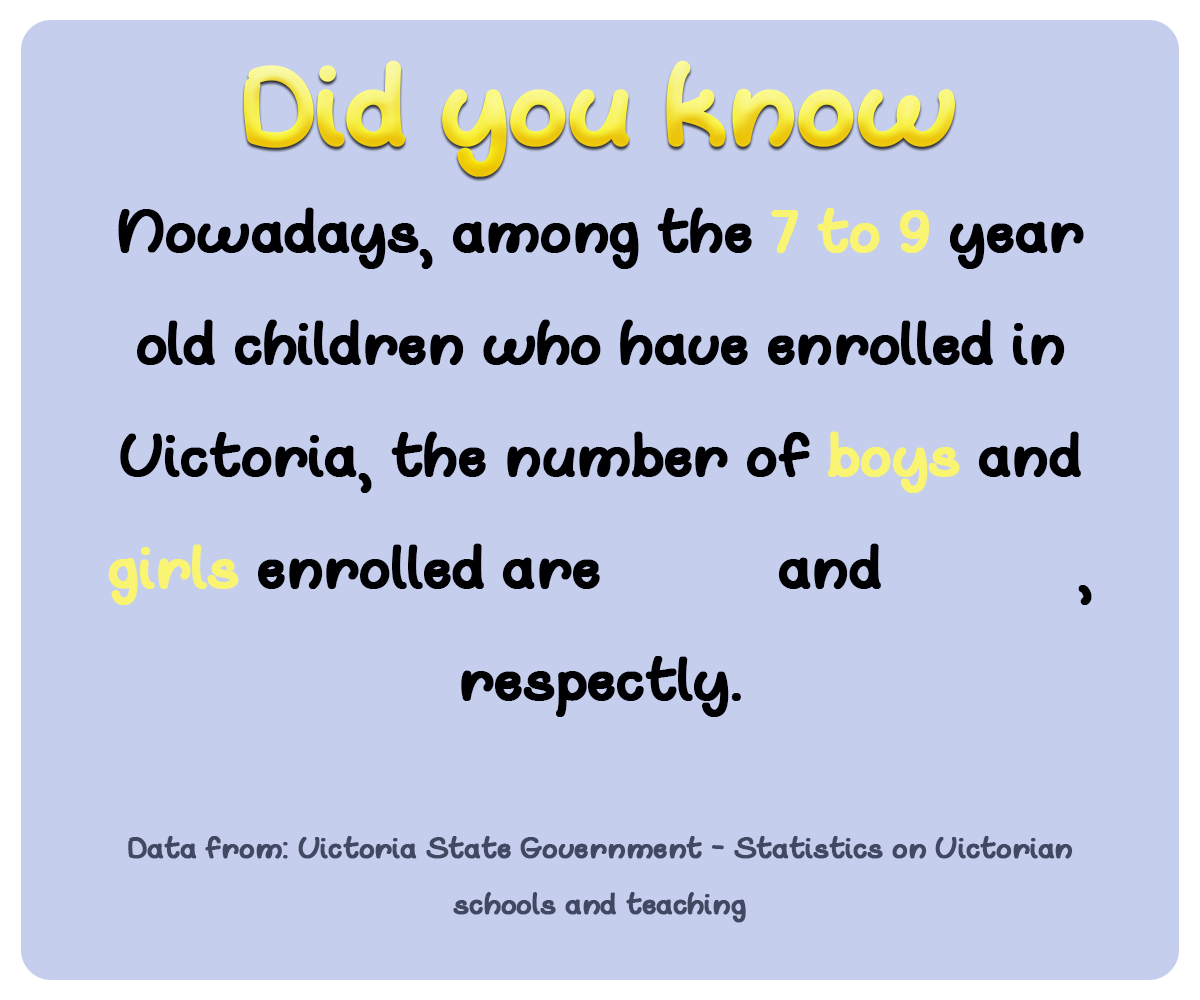 Did you know
Nowadays, among the 7 to 9 year
old children who have enrolled in
Victoria, the number of boys and
girls enrolled are and ,
respectly.
Data from: Victoria State Government - Statistics on Victorian
schools and teaching